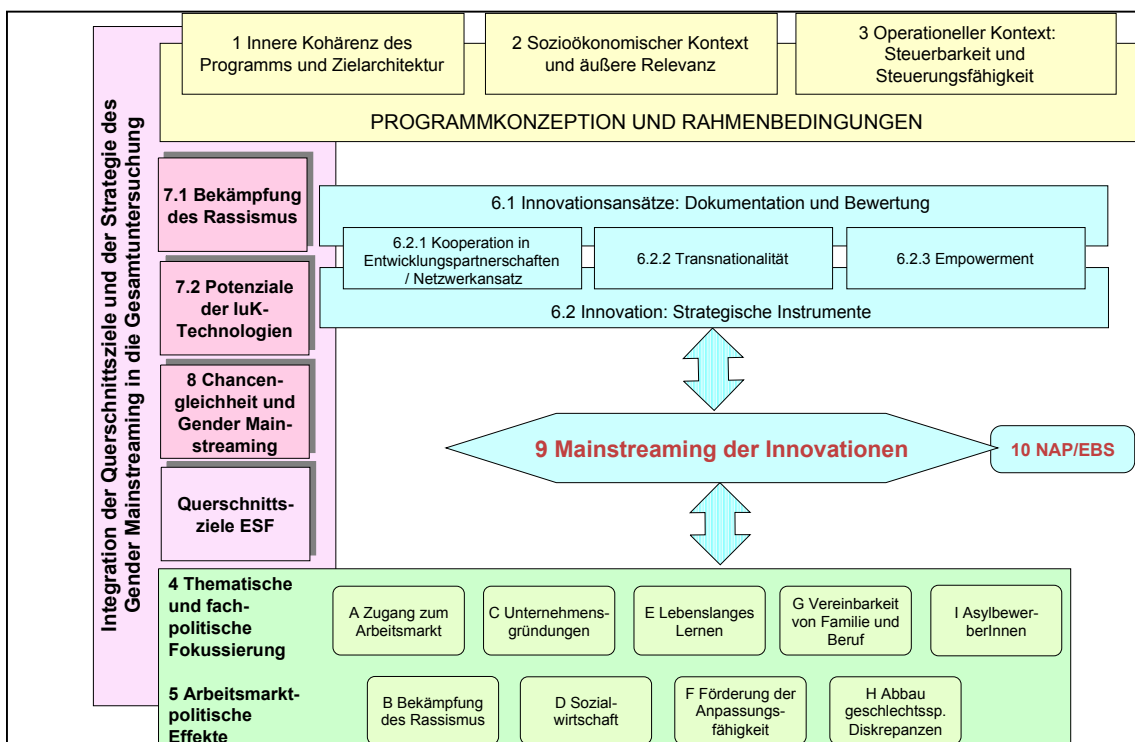 1 Innere Kohärenz des
Programms und Zielarchitektur
2 Sozioökonomischer Kontext
und äußere Relevanz
3 Operationeller Kontext:
Steuerbarkeit und
Steuerungsfähigkeit
PROGRAMMKONZEPTION UND RAHMENBEDINGUNGEN
Integration der Querschnittsziele und der Strategie des
Gender Mainstreaming in die Gesamtuntersuchung
7.1 Bekämpfung
des Rassismus
7.2 Potenziale
der IuK-
Technologien
8 Chancen-
gleichheit und
Gender Main-
streaming
Querschnitts-
ziele ESF
6.1 Innovationsansätze: Dokumentation und Bewertung
6.2.1 Kooperation in
Entwicklungspartnerschaften
/ Netzwerkansatz
6.2.2 Transnationalität
6.2.3 Empowerment
6.2 Innovation: Strategische Instrumente
9 Mainstreaming der Innovationen
10 NAP/EBS
4 Thematische
und fach-
politische
Fokussierung
A Zugang zum
Arbeitsmarkt
C Unternehmens-
gründungen
E Lebenslanges
Lernen
G Vereinbarkeit
von Familie und
Beruf
I Asylbewer-
berInnen
5 Arbeitsmarkt-
politische
Effekte
B Bekämpfung
des Rassismus
D Sozial-
wirtschaft
F Förderung der
Anpassungs-
fähigkeit
H Abbau
geschlechtssp.
Diskrepanzen